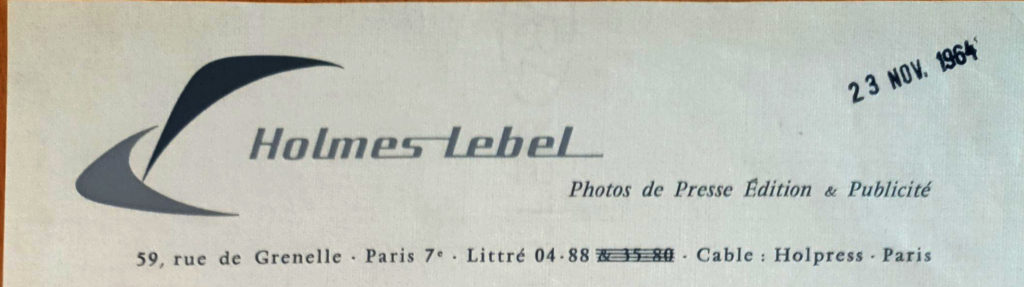 23 NOV. 1964
Holmes Lebel
Photos de Presse Édition & Publicité
59, rue de Grenelle · Paris 7e · Littré 04-88 & 35 80 · Cable : Holpress · Paris